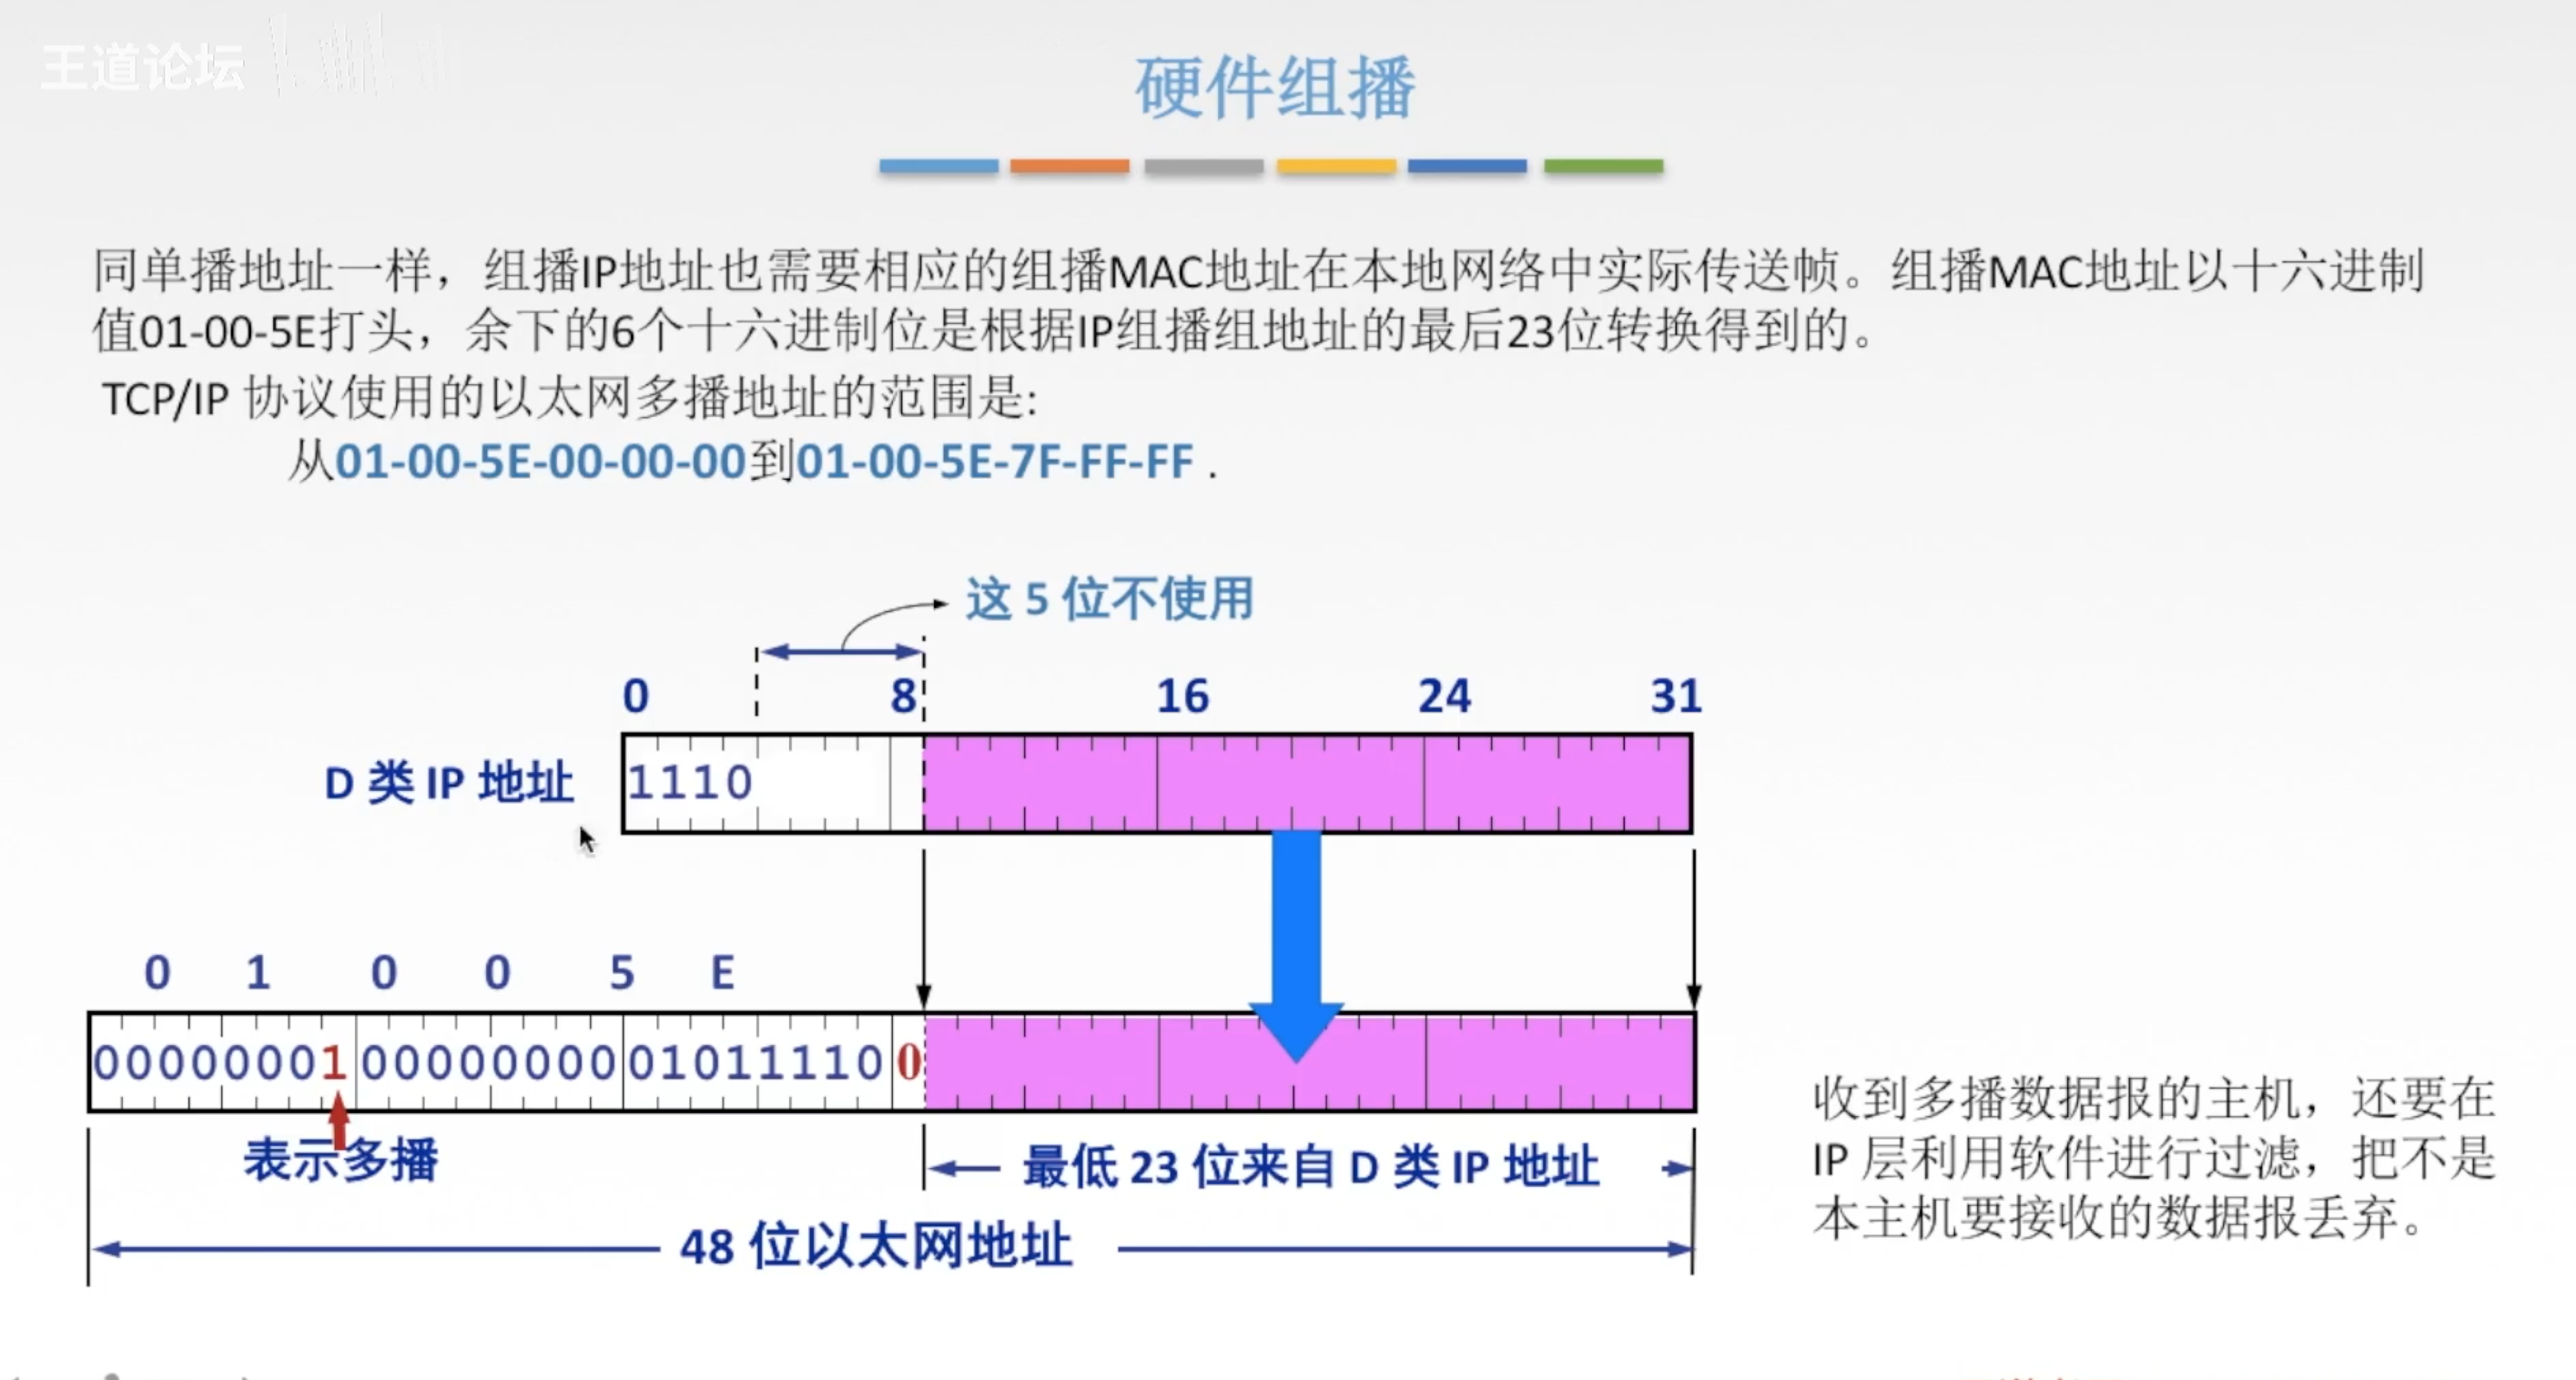 王道论坛
硬件组播
同单播地址一样，组播IP地址也需要相应的组播MAC地址在本地网络中实际传送帧。组播MAC地址以十六进制
值01-00-5E打头，余下的6个十六进制位是根据IP组播组地址的最后23位转换得到的。
TCP/IP 协议使用的以太网多播地址的范围是:
从01-00-5E-00-00-00到01-00-5E-7F-FF-FF .
这 5 位不使用
0 8 16 24 31
D 类 IP 地址 1110
0 1 0 0 5 E
00000001 00000000 01011110 0
表示多播
最低 23 位来自 D 类 IP 地址
48 位以太网地址
收到多播数据报的主机，还要在
IP 层利用软件进行过滤，把不是
本主机要接收的数据报丢弃。